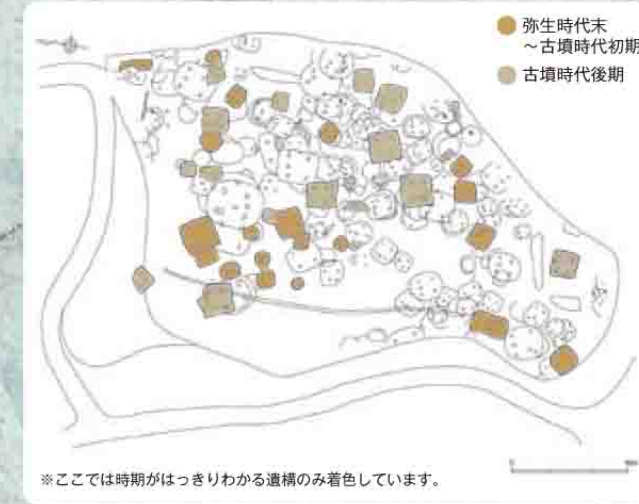 弥生時代末
～古墳時代初期
古墳時代後期
※ここでは時期がはっきりわかる遺構のみ着色しています。
0